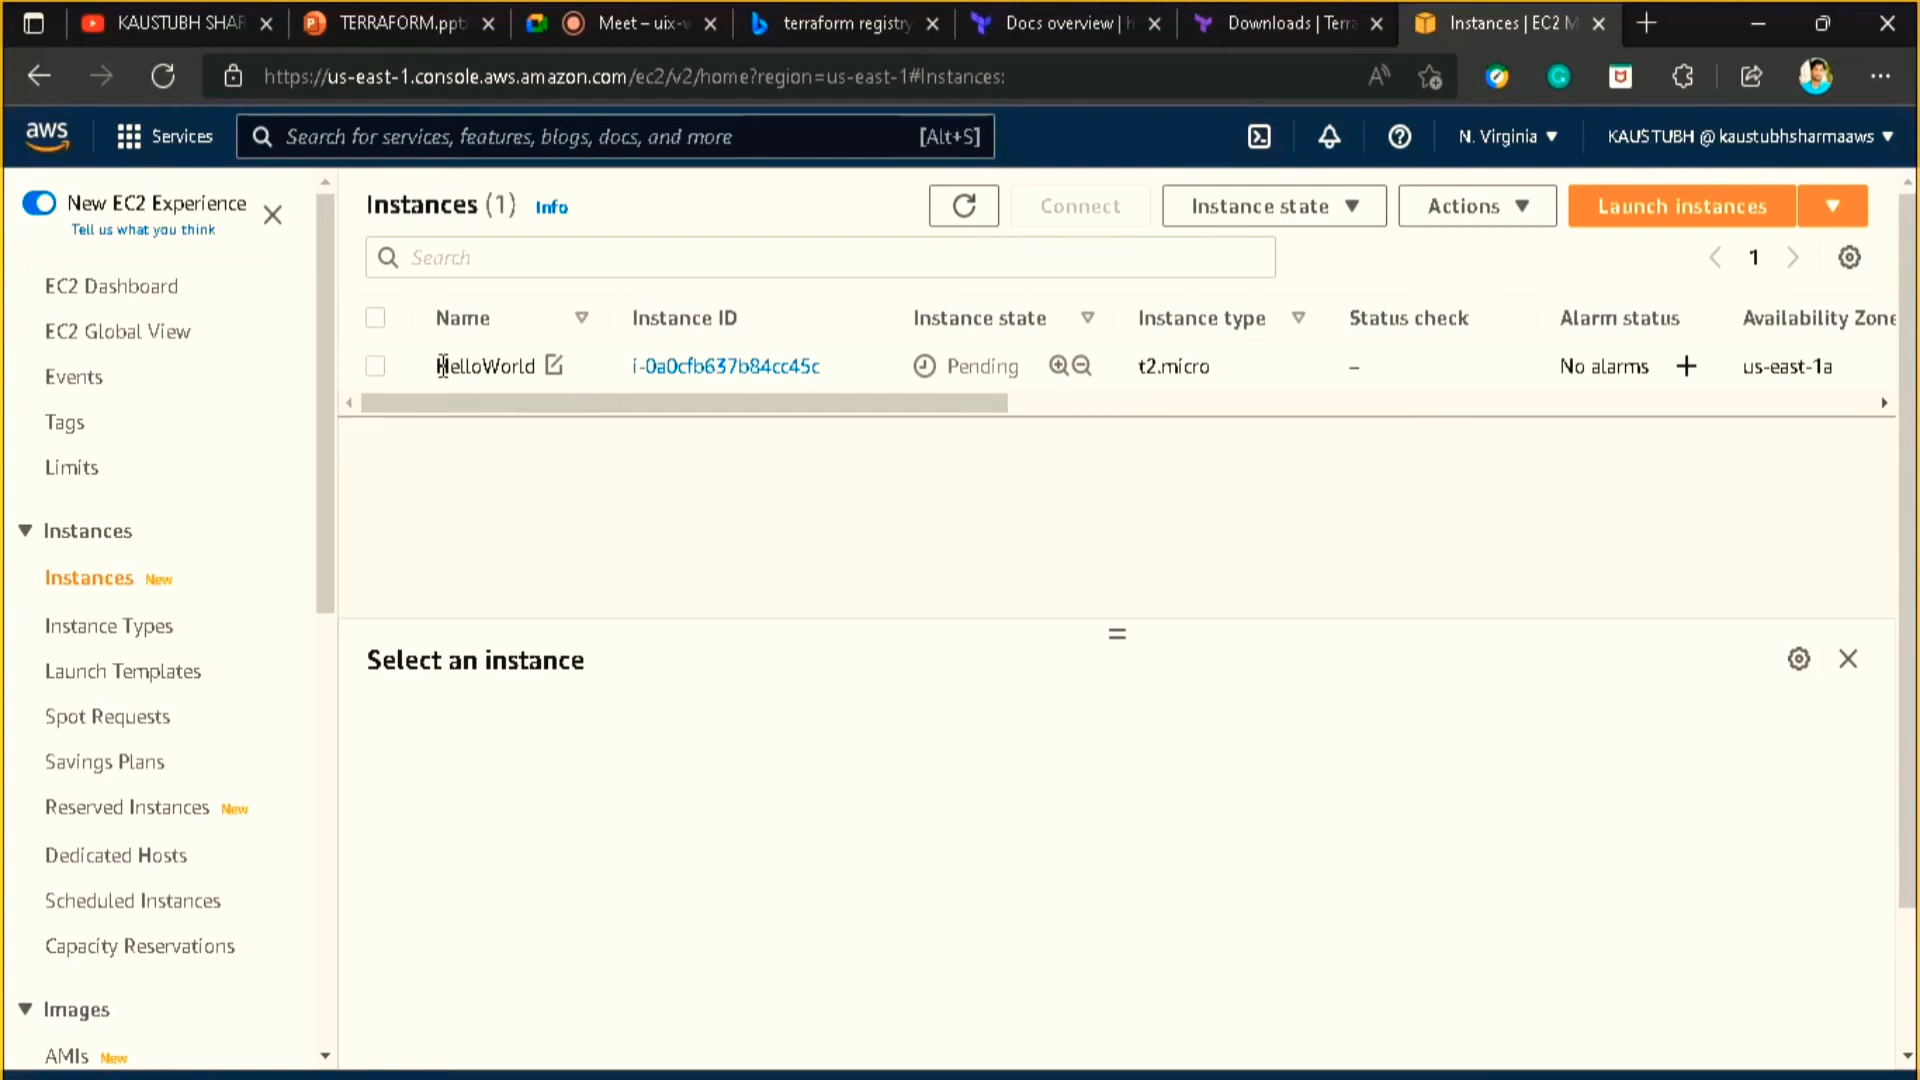 KAUSTUBH SHAR
TERRAFORM.ppt
Meet – uix-
terraform registry
Docs overview | h
Downloads | Terra
Instances | EC2 M
https://us-east-1.console.aws.amazon.com/ec2/v2/home?region=us-east-1#Instances:
aws
Services
Search for services, features, blogs, docs, and more
[Alt+S]
N. Virginia
KAUSTUBH @ kaustubhsharmaaws
New EC2 Experience
Tell us what you think
EC2 Dashboard
EC2 Global View
Events
Tags
Limits
Instances
Instances New
Instance Types
Launch Templates
Spot Requests
Savings Plans
Reserved Instances New
Dedicated Hosts
Scheduled Instances
Capacity Reservations
Images
AMIs New
Instances (1) Info
Connect
Instance state
Actions
Launch instances
Search
1
Name Instance ID Instance state Instance type Status check Alarm status Availability Zone
HelloWorld i-0a0cfb637b84cc45c Pending t2.micro – No alarms + us-east-1a
Select an instance